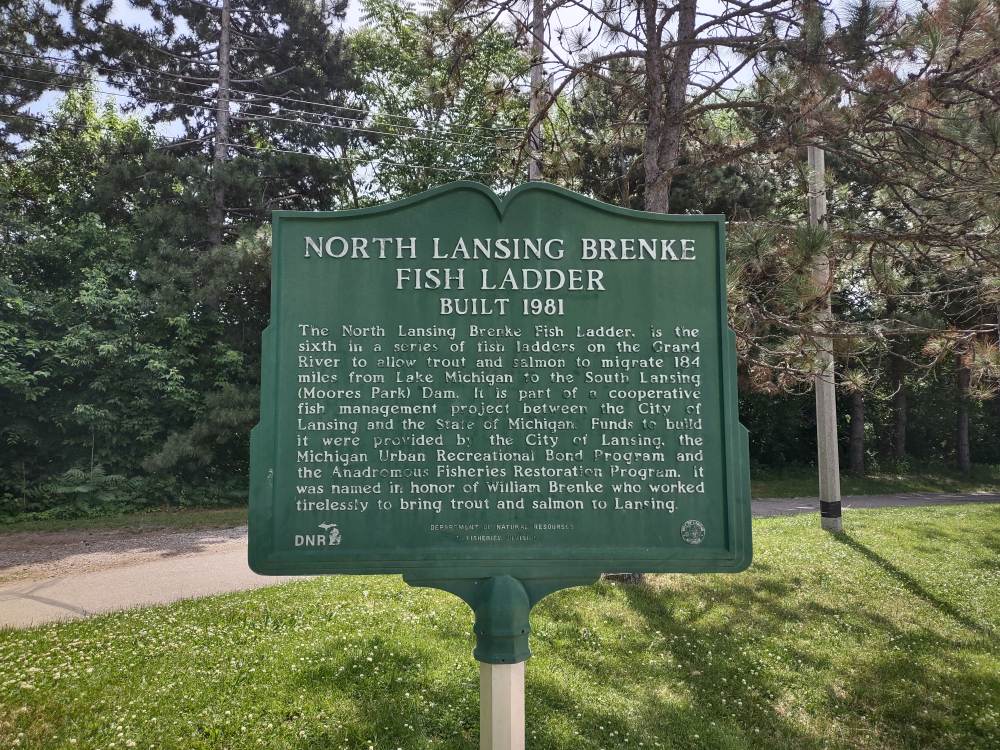 NORTH LANSING BRENKE
FISH LADDER
BUILT 1981
The North Lansing Brenke Fish Ladder, is the
sixth in a series of fish ladders on the Grand
River to allow trout and salmon to migrate 184
miles from Lake Michigan to the South Lansing
(Moores Park) Dam. It is part of a cooperative
fish management project between the City of
Lansing and the State of Michigan. Funds to build
it were provided by the City of Lansing, the
Michigan Urban Recreational Bond Program and
the Anadromous Fisheries Restoration Program. It
was named in honor of William Brenke who worked
tirelessly to bring trout and salmon to Lansing.
DEPARTMENT OF NATURAL RESOURCES
FISHERIES DIVISION
DNR